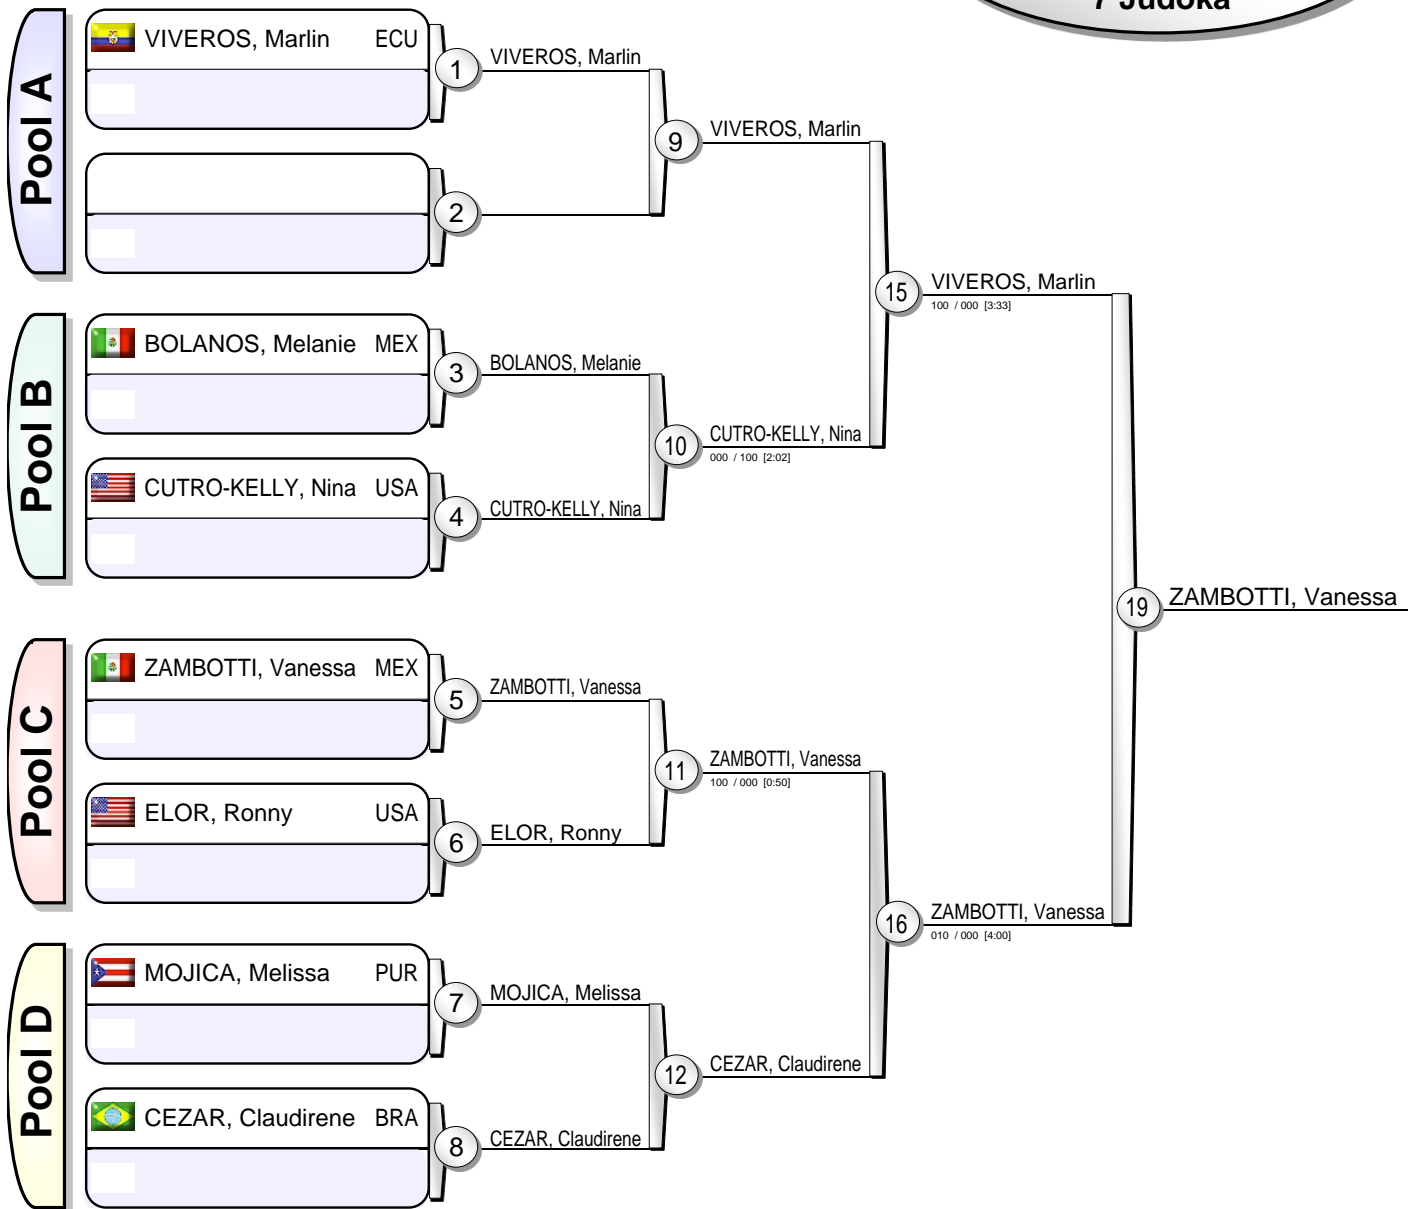 7 Judoka
Pool A
VIVEROS, Marlin ECU
1
VIVEROS, Marlin
2
9
VIVEROS, Marlin
Pool B
BOLANOS, Melanie MEX
3
BOLANOS, Melanie
CUTRO-KELLY, Nina USA
4
CUTRO-KELLY, Nina
10
CUTRO-KELLY, Nina
000 / 100 [2:02]
15
VIVEROS, Marlin
100 / 000 [3:33]
Pool C
ZAMBOTTI, Vanessa MEX
5
ZAMBOTTI, Vanessa
ELOR, Ronny USA
6
ELOR, Ronny
11
ZAMBOTTI, Vanessa
100 / 000 [0:50]
Pool D
MOJICA, Melissa PUR
7
MOJICA, Melissa
CEZAR, Claudirene BRA
8
CEZAR, Claudirene
12
CEZAR, Claudirene
16
ZAMBOTTI, Vanessa
010 / 000 [4:00]
19
ZAMBOTTI, Vanessa